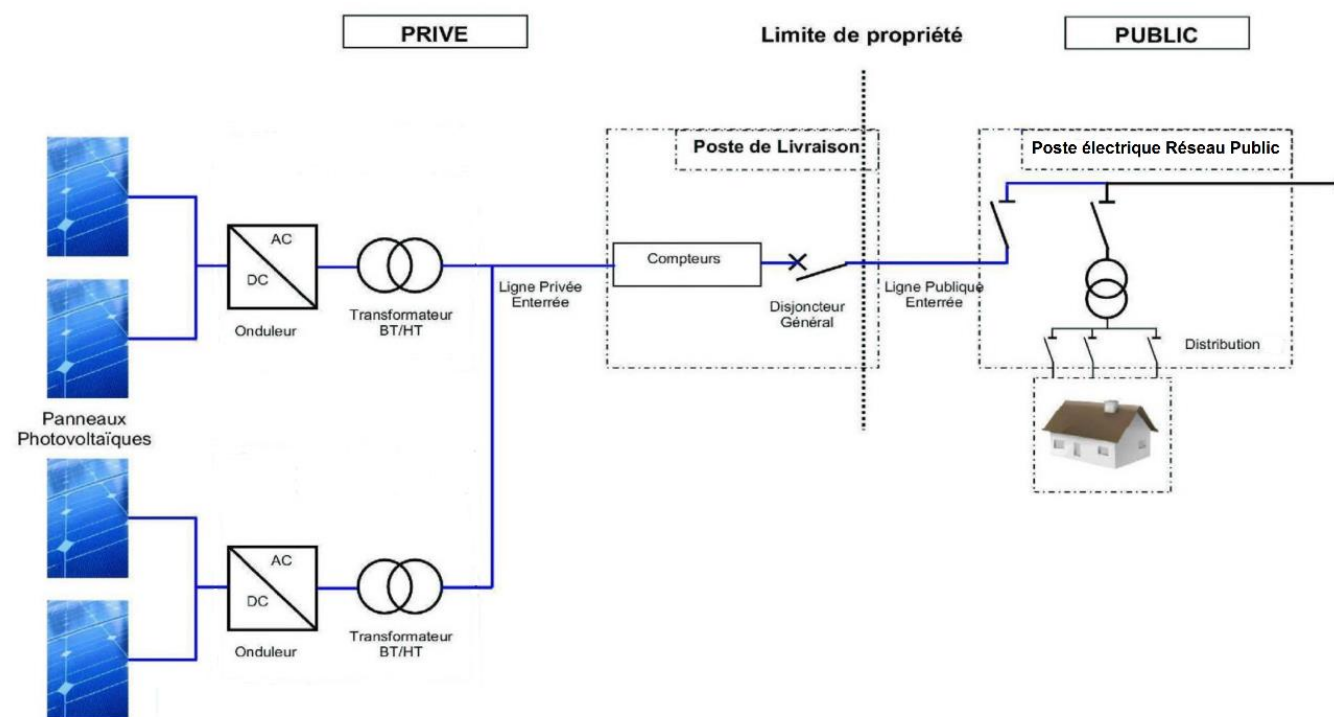 PRIVE
Limite de propriété
PUBLIC
Poste de Livraison
Poste électrique Réseau Public
AC
DC
Onduleur
Transformateur
BT/HT
Ligne Privée
Enterrée
Compteurs
Disjoncteur
Général
Ligne Publique
Enterrée
Distribution
Panneaux
Photovoltaïques
AC
DC
Onduleur
Transformateur
BT/HT